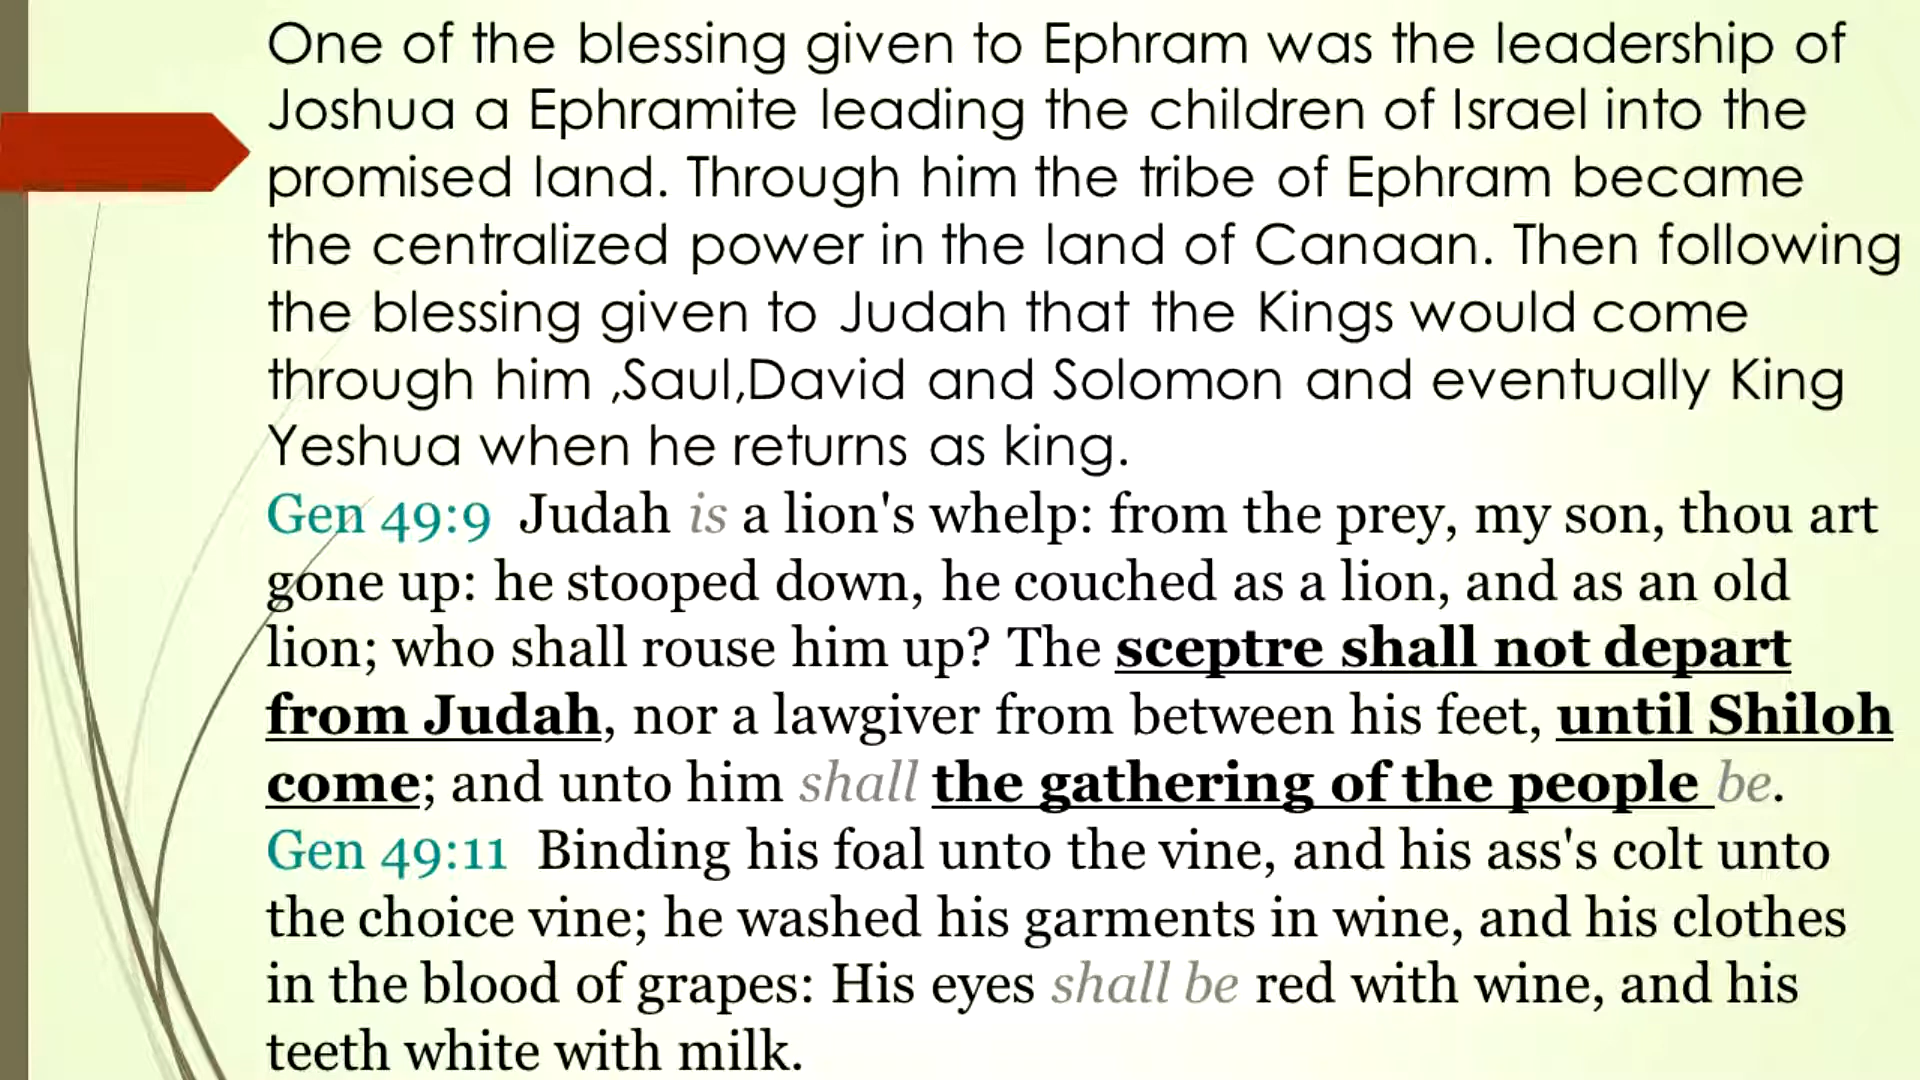 One of the blessing given to Ephram was the leadership of
Joshua a Ephramite leading the children of Israel into the
promised land. Through him the tribe of Ephram became
the centralized power in the land of Canaan. Then following
the blessing given to Judah that the Kings would come
through him ,Saul,David and Solomon and eventually King
Yeshua when he returns as king.
Gen 49:9 Judah is a lion's whelp: from the prey, my son, thou art
gone up: he stooped down, he couched as a lion, and as an old
lion; who shall rouse him up? The sceptre shall not depart
from Judah, nor a lawgiver from between his feet, until Shiloh
come; and unto him shall the gathering of the people be.
Gen 49:11 Binding his foal unto the vine, and his ass's colt unto
the choice vine; he washed his garments in wine, and his clothes
in the blood of grapes: His eyes shall be red with wine, and his
teeth white with milk.